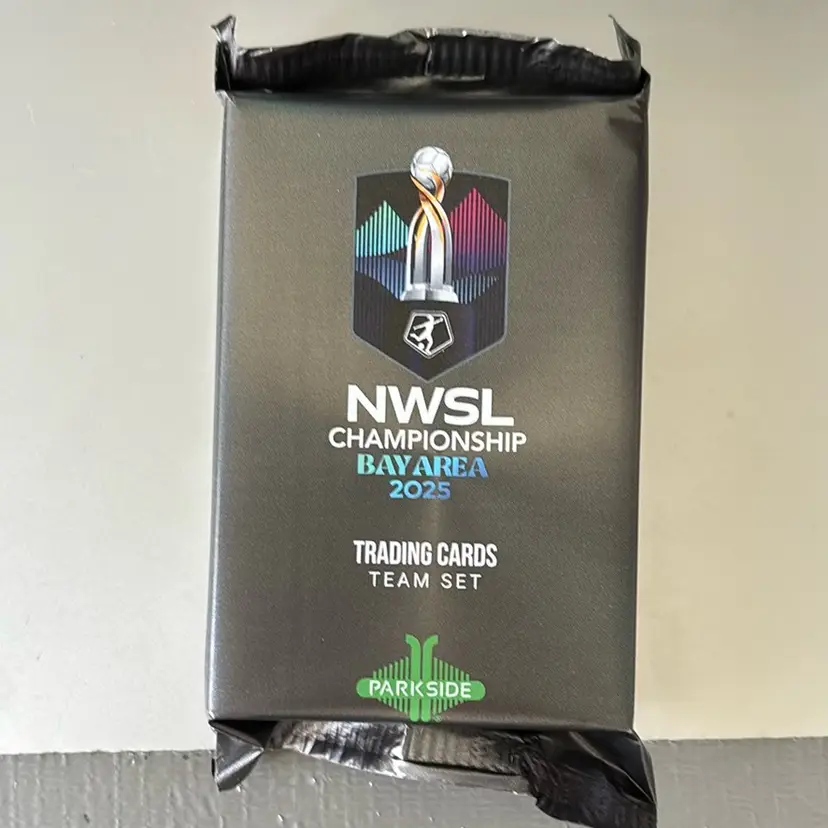 NWSL
CHAMPIONSHIP
BAY AREA
2025
TRADING CARDS
TEAM SET
PARKSIDE